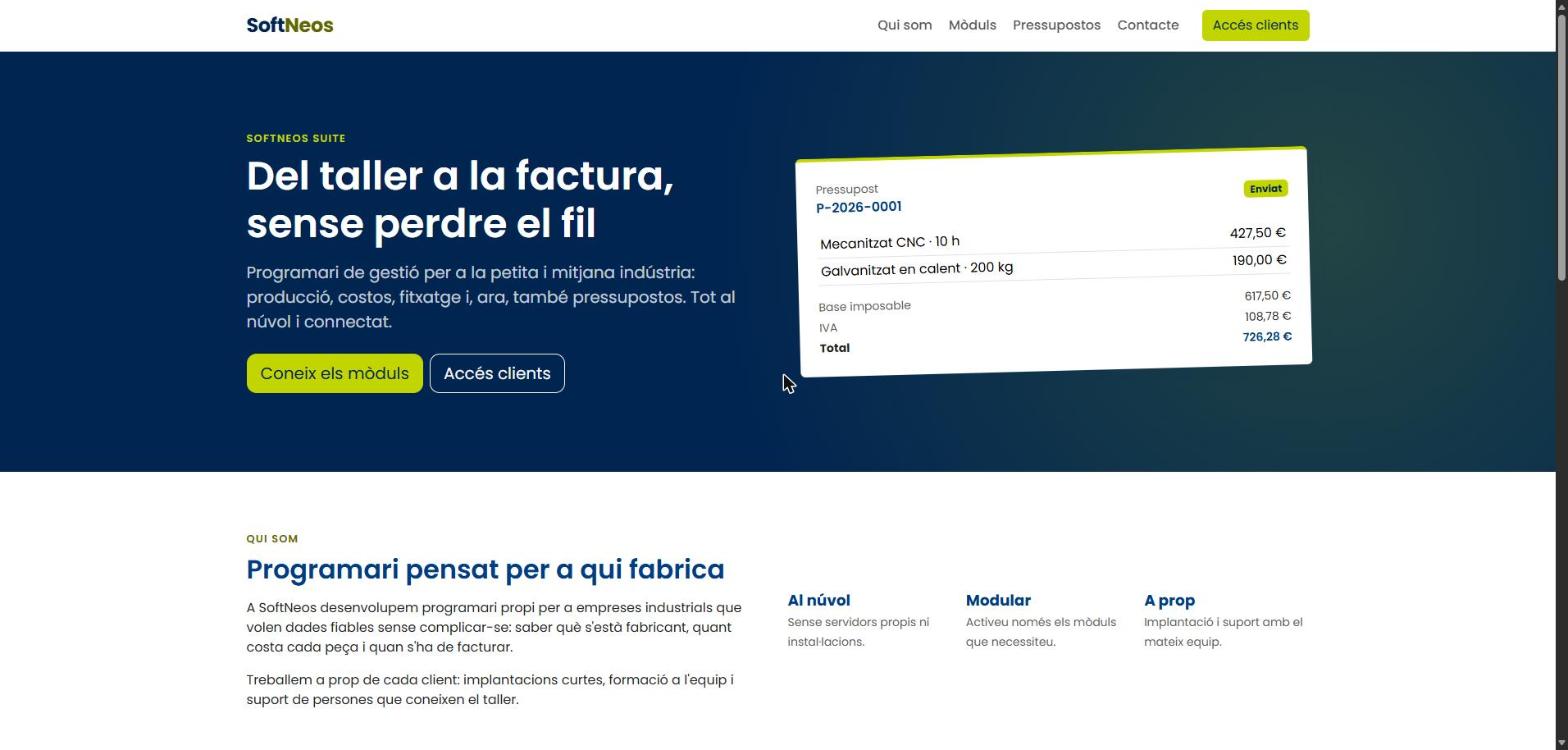 SoftNeos
Qui som
Mòduls
Pressupostos
Contacte
Accés clients
SOFTNEOS SUITE
Del taller a la factura,
sense perdre el fil
Programari de gestió per a la petita i mitjana indústria:
producció, costos, fitxatge i, ara, també pressupostos. Tot al
núvol i connectat.
Coneix els mòduls
Accés clients
Pressupost
P-2026-0001
Enviat
Mecanitzat CNC · 10 h 427,50 €
Galvanitzat en calent · 200 kg 190,00 €
Base imposable 617,50 €
IVA 108,78 €
Total 726,28 €
QUI SOM
Programari pensat per a qui fabrica
A SoftNeos desenvolupem programari propi per a empreses industrials que
volen dades fiables sense complicar-se: saber què s'està fabricant, quant
costa cada peça i quan s'ha de facturar.
Treballem a prop de cada client: implantacions curtes, formació a l'equip i
suport de persones que coneixen el taller.
Al núvol
Sense servidors propis ni
instal·lacions.
Modular
Activeu només els mòduls
que necessiteu.
A prop
Implantació i suport amb el
mateix equip.